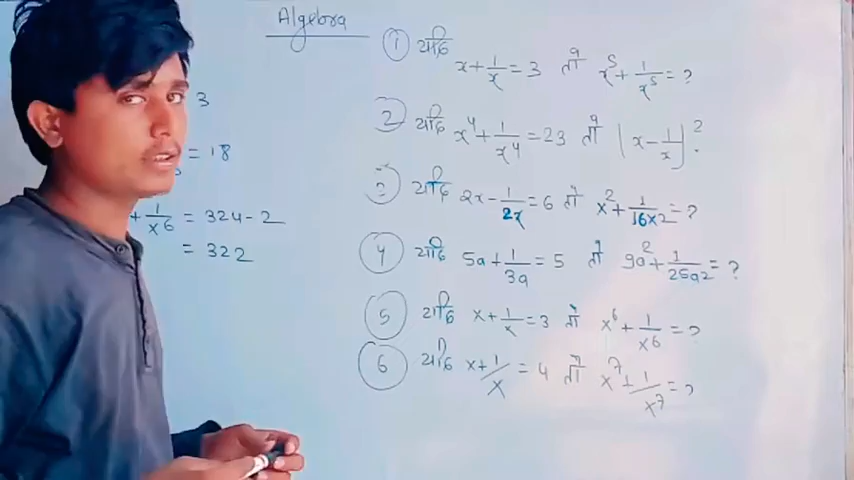 Algebra
① यदि x + 1/x = 3 तो x⁵ + 1/x⁵ = ?
② यदि x⁴ + 1/x⁴ = 23 तो [x - 1/x]²
③ यदि 2x - 1/2x = 6 तो x² + 1/16x2 = ?
④ यदि 5a + 1/3a = 5 तो 9a² + 1/25a2 = ?
⑤ यदि x + 1/x = 3 तो x⁶ + 1/x⁶ = ?
⑥ यदि x + 1/x = 4 तो x⁷ + 1/x⁷ = ?
3
= 18
+ 1/x⁶ = 324 - 2
= 322